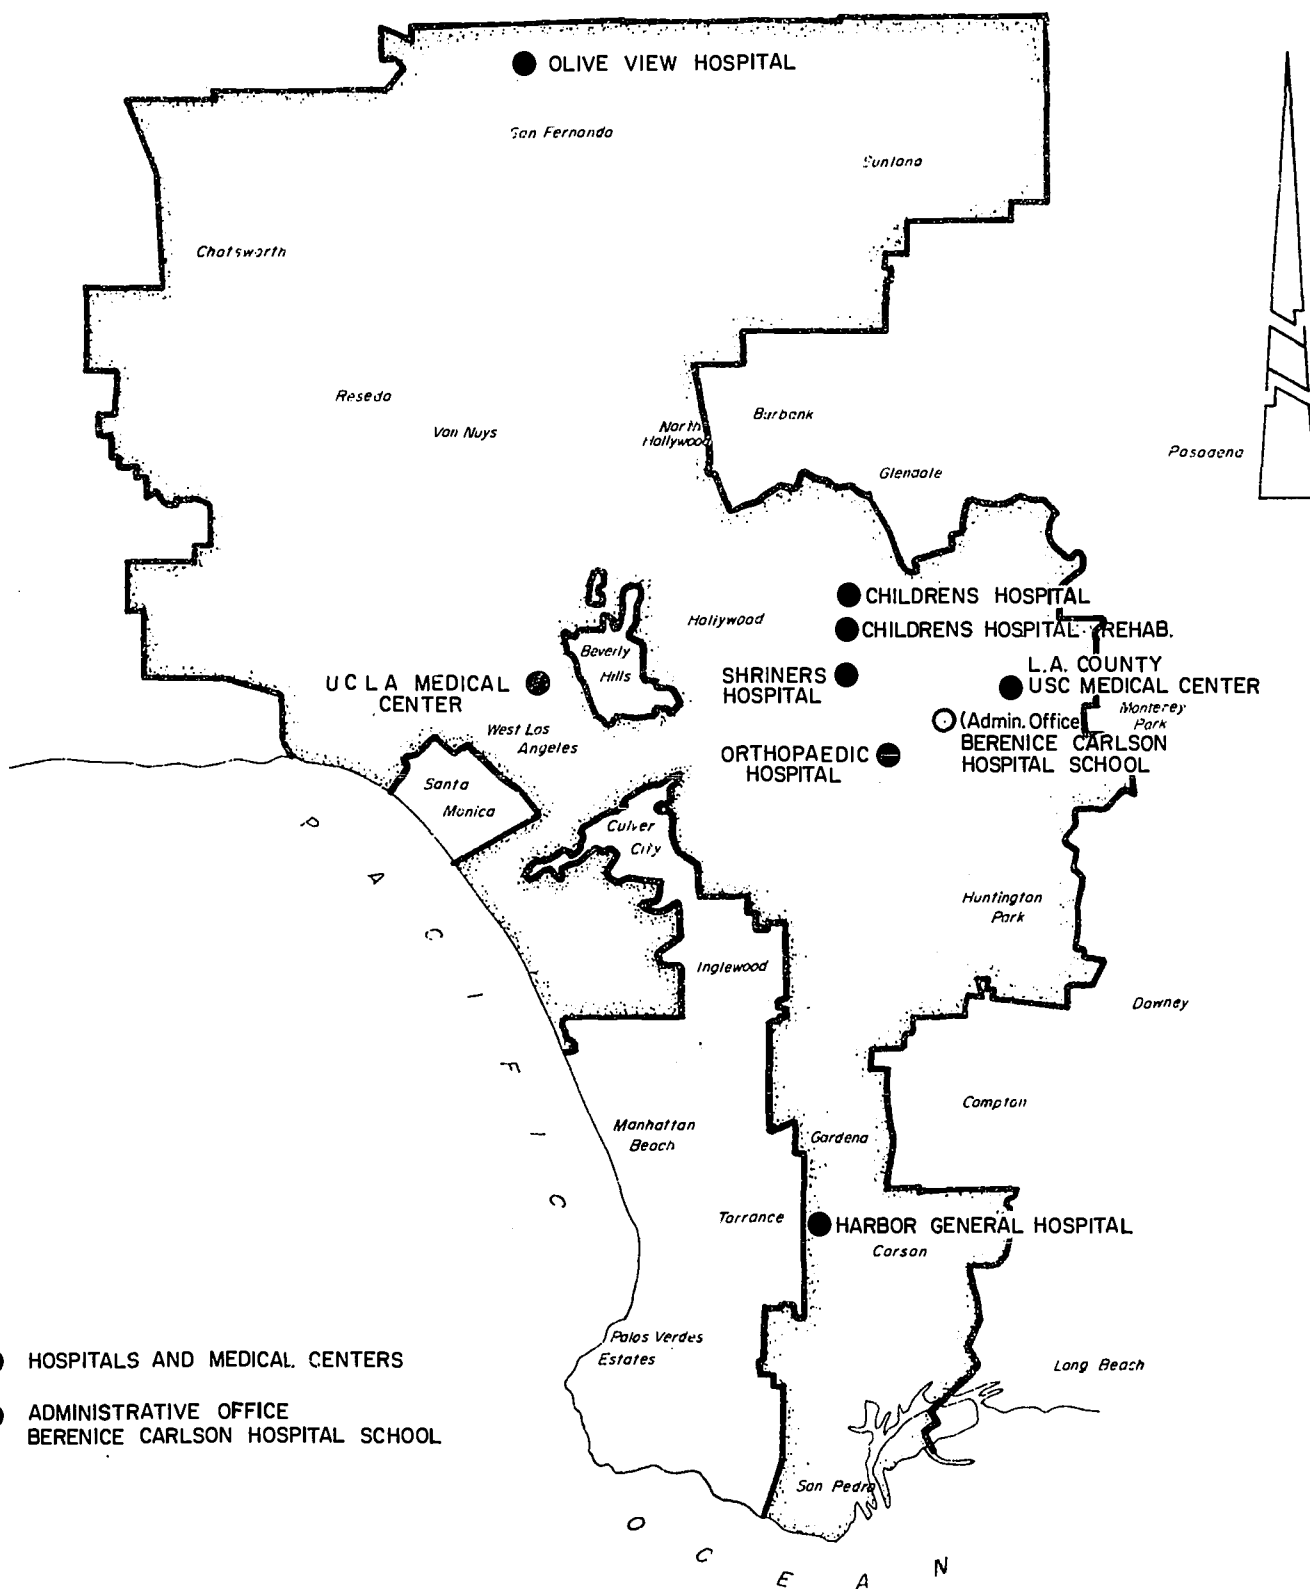 OLIVE VIEW HOSPITAL
San Fernando
Sunland
Chatsworth
Reseda
Van Nuys
North
Hollywood
Burbank
Pasadena
Glendale
CHILDRENS HOSPITAL
Hollywood
CHILDRENS HOSPITAL REHAB.
Beverly
Hills
SHRINERS
HOSPITAL
L.A. COUNTY
USC MEDICAL CENTER
UCLA MEDICAL
CENTER
Monterey
Park
(Admin. Office
BERENICE CARLSON
HOSPITAL SCHOOL
West Los
Angeles
ORTHOPAEDIC
HOSPITAL
Santa
Monica
Culver
City
Huntington
Park
Inglewood
Downey
Compton
Manhattan
Beach
Gardena
Torrance
HARBOR GENERAL HOSPITAL
Carson
Palos Verdes
Estates
Long Beach
San Pedro
PACIFIC
OCEAN
HOSPITALS AND MEDICAL CENTERS
ADMINISTRATIVE OFFICE
BERENICE CARLSON HOSPITAL SCHOOL